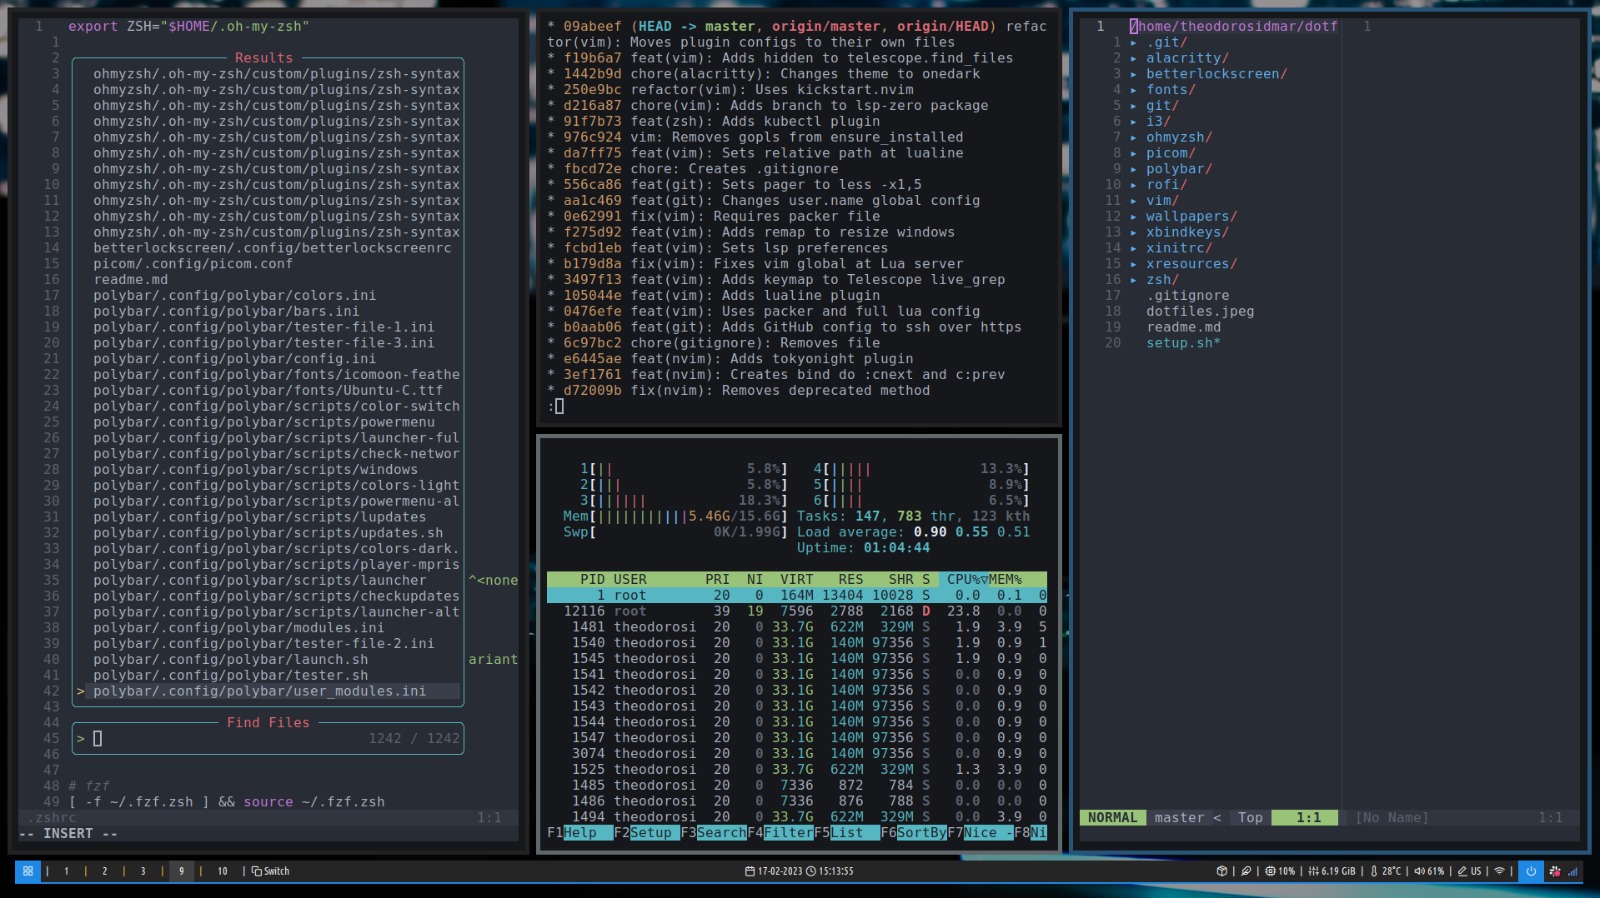 1 export ZSH="$HOME/.oh-my-zsh"
1
2 Results
3 ohmyzsh/.oh-my-zsh/custom/plugins/zsh-syntax
4 ohmyzsh/.oh-my-zsh/custom/plugins/zsh-syntax
5 ohmyzsh/.oh-my-zsh/custom/plugins/zsh-syntax
6 ohmyzsh/.oh-my-zsh/custom/plugins/zsh-syntax
7 ohmyzsh/.oh-my-zsh/custom/plugins/zsh-syntax
8 ohmyzsh/.oh-my-zsh/custom/plugins/zsh-syntax
9 ohmyzsh/.oh-my-zsh/custom/plugins/zsh-syntax
10 ohmyzsh/.oh-my-zsh/custom/plugins/zsh-syntax
11 ohmyzsh/.oh-my-zsh/custom/plugins/zsh-syntax
12 ohmyzsh/.oh-my-zsh/custom/plugins/zsh-syntax
13 ohmyzsh/.oh-my-zsh/custom/plugins/zsh-syntax
14 betterlockscreen/.config/betterlockscreenrc
15 picom/.config/picom.conf
16 readme.md
17 polybar/.config/polybar/colors.ini
18 polybar/.config/polybar/bars.ini
19 polybar/.config/polybar/tester-file-1.ini
20 polybar/.config/polybar/tester-file-3.ini
21 polybar/.config/polybar/config.ini
22 polybar/.config/polybar/fonts/icomoon-feathe
23 polybar/.config/polybar/fonts/Ubuntu-C.ttf
24 polybar/.config/polybar/scripts/color-switch
25 polybar/.config/polybar/scripts/powermenu
26 polybar/.config/polybar/scripts/launcher-ful
27 polybar/.config/polybar/scripts/check-networ
28 polybar/.config/polybar/scripts/windows
29 polybar/.config/polybar/scripts/colors-light
30 polybar/.config/polybar/scripts/powermenu-al
31 polybar/.config/polybar/scripts/lupdates
32 polybar/.config/polybar/scripts/updates.sh
33 polybar/.config/polybar/scripts/colors-dark.
34 polybar/.config/polybar/scripts/player-mpris
35 polybar/.config/polybar/scripts/launcher ^<none
36 polybar/.config/polybar/scripts/checkupdates
37 polybar/.config/polybar/scripts/launcher-alt
38 polybar/.config/polybar/modules.ini
39 polybar/.config/polybar/tester-file-2.ini
40 polybar/.config/polybar/launch.sh ariant
41 polybar/.config/polybar/tester.sh
42 > polybar/.config/polybar/user_modules.ini
43
44 Find Files
45 > 1242 / 1242
46
47
48 # fzf
49 [ -f ~/.fzf.zsh ] && source ~/.fzf.zsh
.zshrc 1:1
-- INSERT --
* 09abeef (HEAD -> master, origin/master, origin/HEAD) refac
tor(vim): Moves plugin configs to their own files
* f19b6a7 feat(vim): Adds hidden to telescope.find_files
* 1442b9d chore(alacritty): Changes theme to onedark
* 250e9bc refactor(vim): Uses kickstart.nvim
* d216a87 chore(vim): Adds branch to lsp-zero package
* 91f7b73 feat(zsh): Adds kubectl plugin
* 976c924 vim: Removes gopls from ensure_installed
* da7ff75 feat(vim): Sets relative path at lualine
* fbcd72e chore: Creates .gitignore
* 556ca86 feat(git): Sets pager to less -x1,5
* aa1c469 feat(git): Changes user.name global config
* 0e62991 fix(vim): Requires packer file
* f275d92 feat(vim): Adds remap to resize windows
* fcbd1eb feat(vim): Sets lsp preferences
* b179d8a fix(vim): Fixes vim global at Lua server
* 3497f13 feat(vim): Adds keymap to Telescope live_grep
* 105044e feat(vim): Adds lualine plugin
* 0476efe feat(vim): Uses packer and full lua config
* b0aab06 feat(git): Adds GitHub config to ssh over https
* 6c97bc2 chore(gitignore): Removes file
* e6445ae feat(nvim): Adds tokyonight plugin
* 3ef1761 feat(nvim): Creates bind do :cnext and c:prev
* d72009b fix(nvim): Removes deprecated method
:
1[|| 5.8%] 4[||||| 13.3%]
2[||| 5.8%] 5[|||| 8.9%]
3[|||||| 18.3%] 6[|||| 6.5%]
Mem[|||||||||||5.46G/15.6G] Tasks: 147, 783 thr, 123 kth
Swp[ 0K/1.99G] Load average: 0.90 0.55 0.51
Uptime: 01:04:44
PID USER PRI NI VIRT RES SHR S CPU%▽MEM%
1 root 20 0 164M 13404 10028 S 0.0 0.1 0
12116 root 39 19 7596 2788 2168 D 23.8 0.0 0
1481 theodorosi 20 0 33.7G 622M 329M S 1.9 3.9 5
1540 theodorosi 20 0 33.1G 140M 97356 S 1.9 0.9 1
1545 theodorosi 20 0 33.1G 140M 97356 S 1.9 0.9 0
1541 theodorosi 20 0 33.1G 140M 97356 S 0.0 0.9 0
1542 theodorosi 20 0 33.1G 140M 97356 S 0.0 0.9 0
1543 theodorosi 20 0 33.1G 140M 97356 S 0.0 0.9 0
1544 theodorosi 20 0 33.1G 140M 97356 S 0.0 0.9 0
1547 theodorosi 20 0 33.1G 140M 97356 S 0.0 0.9 0
3074 theodorosi 20 0 33.1G 140M 97356 S 0.0 0.9 0
1525 theodorosi 20 0 33.7G 622M 329M S 1.3 3.9 0
1485 theodorosi 20 0 7336 872 784 S 0.0 0.0 0
1486 theodorosi 20 0 7336 876 788 S 0.0 0.0 0
1494 theodorosi 20 0 33.7G 622M 329M S 0.0 3.9 0
F1Help F2Setup F3SearchF4FilterF5List F6SortByF7Nice -F8Ni
1 /home/theodorosidmar/dotf 1
1 ▸ .git/
2 ▸ alacritty/
3 ▸ betterlockscreen/
4 ▸ fonts/
5 ▸ git/
6 ▸ i3/
7 ▸ ohmyzsh/
8 ▸ picom/
9 ▸ polybar/
10 ▸ rofi/
11 ▸ vim/
12 ▸ wallpapers/
13 ▸ xbindkeys/
14 ▸ xinitrc/
15 ▸ xresources/
16 ▸ zsh/
17 .gitignore
18 dotfiles.jpeg
19 readme.md
20 setup.sh*
NORMAL master < Top 1:1 [No Name] 1:1
| 1 | 2 | 3 | 9 | 10 | Switch
17-02-2023 15:13:55
| | 10% | 6.19 GiB | 28°C | 61% | US | |